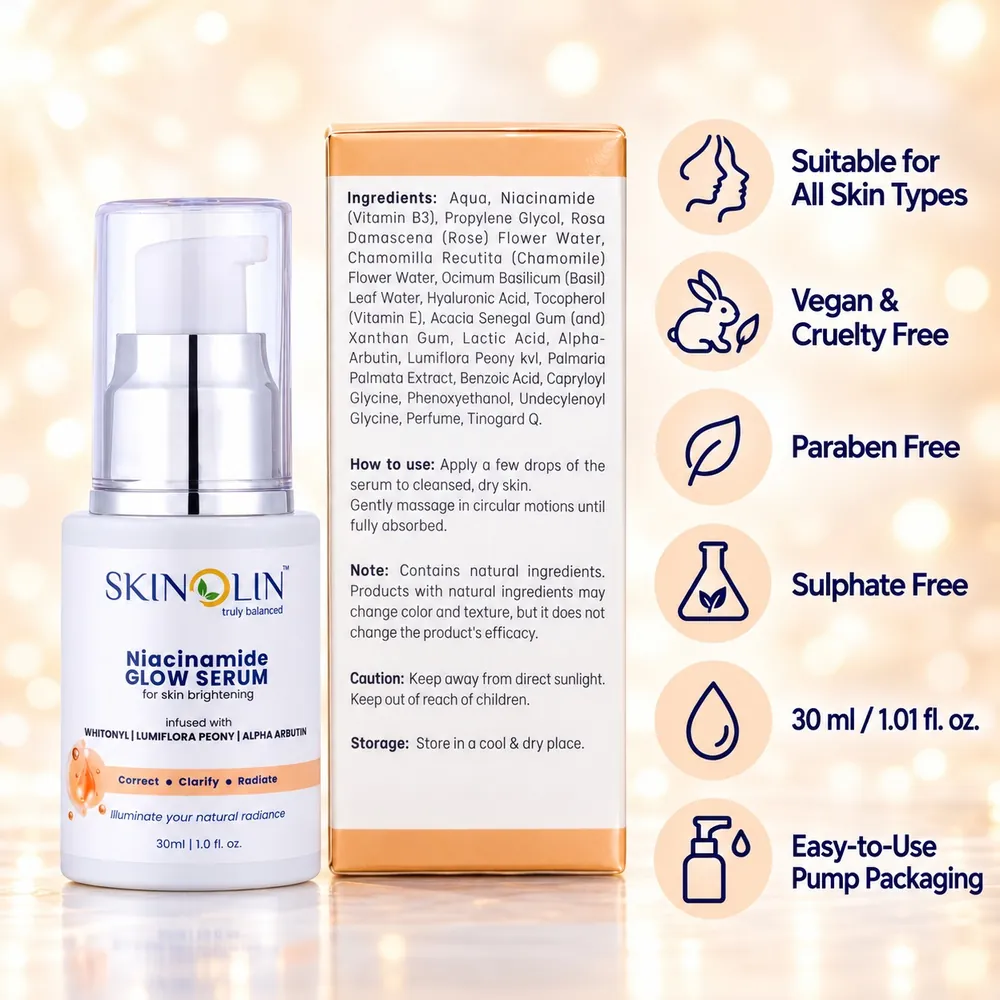 SKINOLIN™
truly balanced
Niacinamide
GLOW SERUM
for skin brightening
infused with
WHITONYL | LUMIFLORA PEONY | ALPHA ARBUTIN
Correct • Clarify • Radiate
Illuminate your natural radiance
30ml | 1.0 fl. oz.
Ingredients: Aqua, Niacinamide
(Vitamin B3), Propylene Glycol, Rosa
Damascena (Rose) Flower Water,
Chamomilla Recutita (Chamomile)
Flower Water, Ocimum Basilicum (Basil)
Leaf Water, Hyaluronic Acid, Tocopherol
(Vitamin E), Acacia Senegal Gum (and)
Xanthan Gum, Lactic Acid, Alpha-
Arbutin, Lumiflora Peony kvl, Palmaria
Palmata Extract, Benzoic Acid, Capryloyl
Glycine, Phenoxyethanol, Undecylenoyl
Glycine, Perfume, Tinogard Q.
How to use: Apply a few drops of the
serum to cleansed, dry skin.
Gently massage in circular motions until
fully absorbed.
Note: Contains natural ingredients.
Products with natural ingredients may
change color and texture, but it does not
change the product's efficacy.
Caution: Keep away from direct sunlight.
Keep out of reach of children.
Storage: Store in a cool & dry place.
Suitable for
All Skin Types
Vegan &
Cruelty Free
Paraben Free
Sulphate Free
30 ml / 1.01 fl. oz.
Easy-to-Use
Pump Packaging